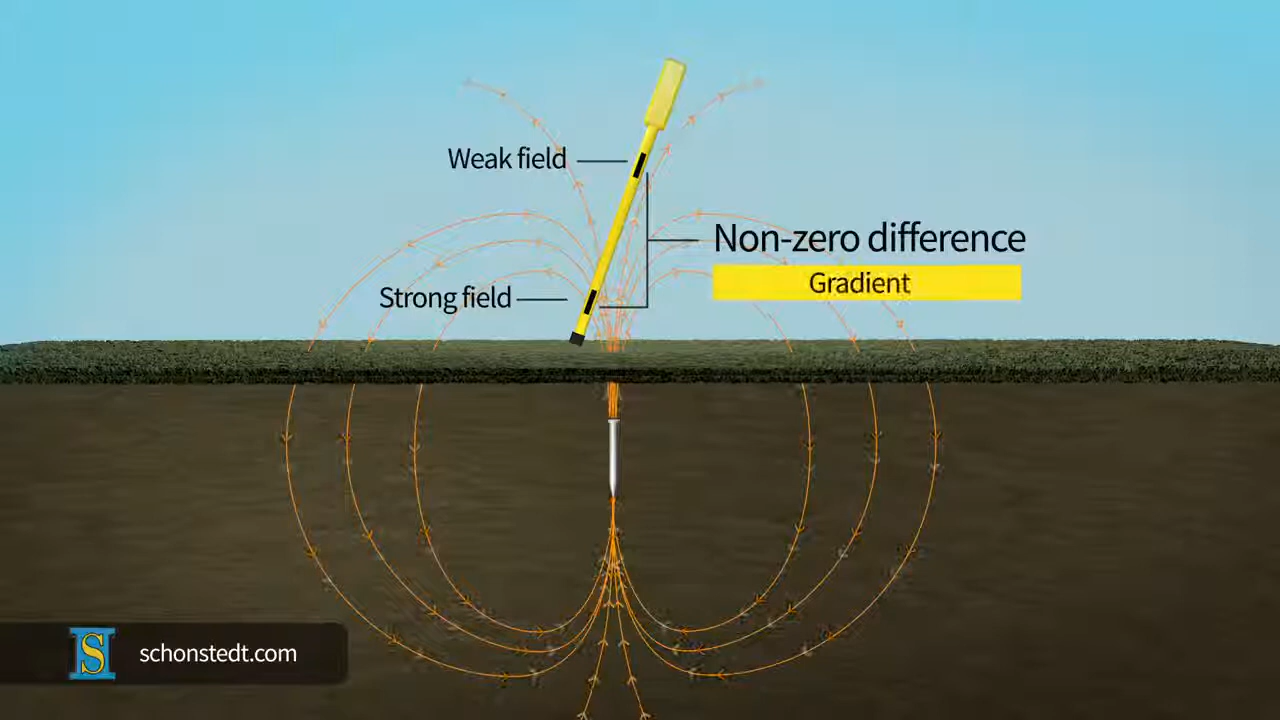 Weak field
Non-zero difference
Gradient
Strong field
S
schonstedt.com